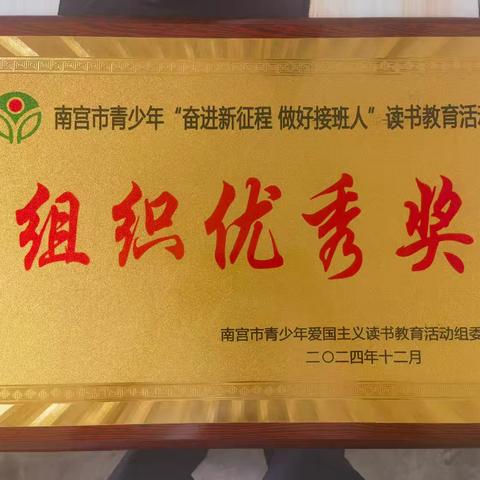 南宫市青少年“奋进新征程 做好接班人”读书教育活动
组织优秀奖
南宫市青少年爱国主义读书教育活动组委
二〇二四年十二月